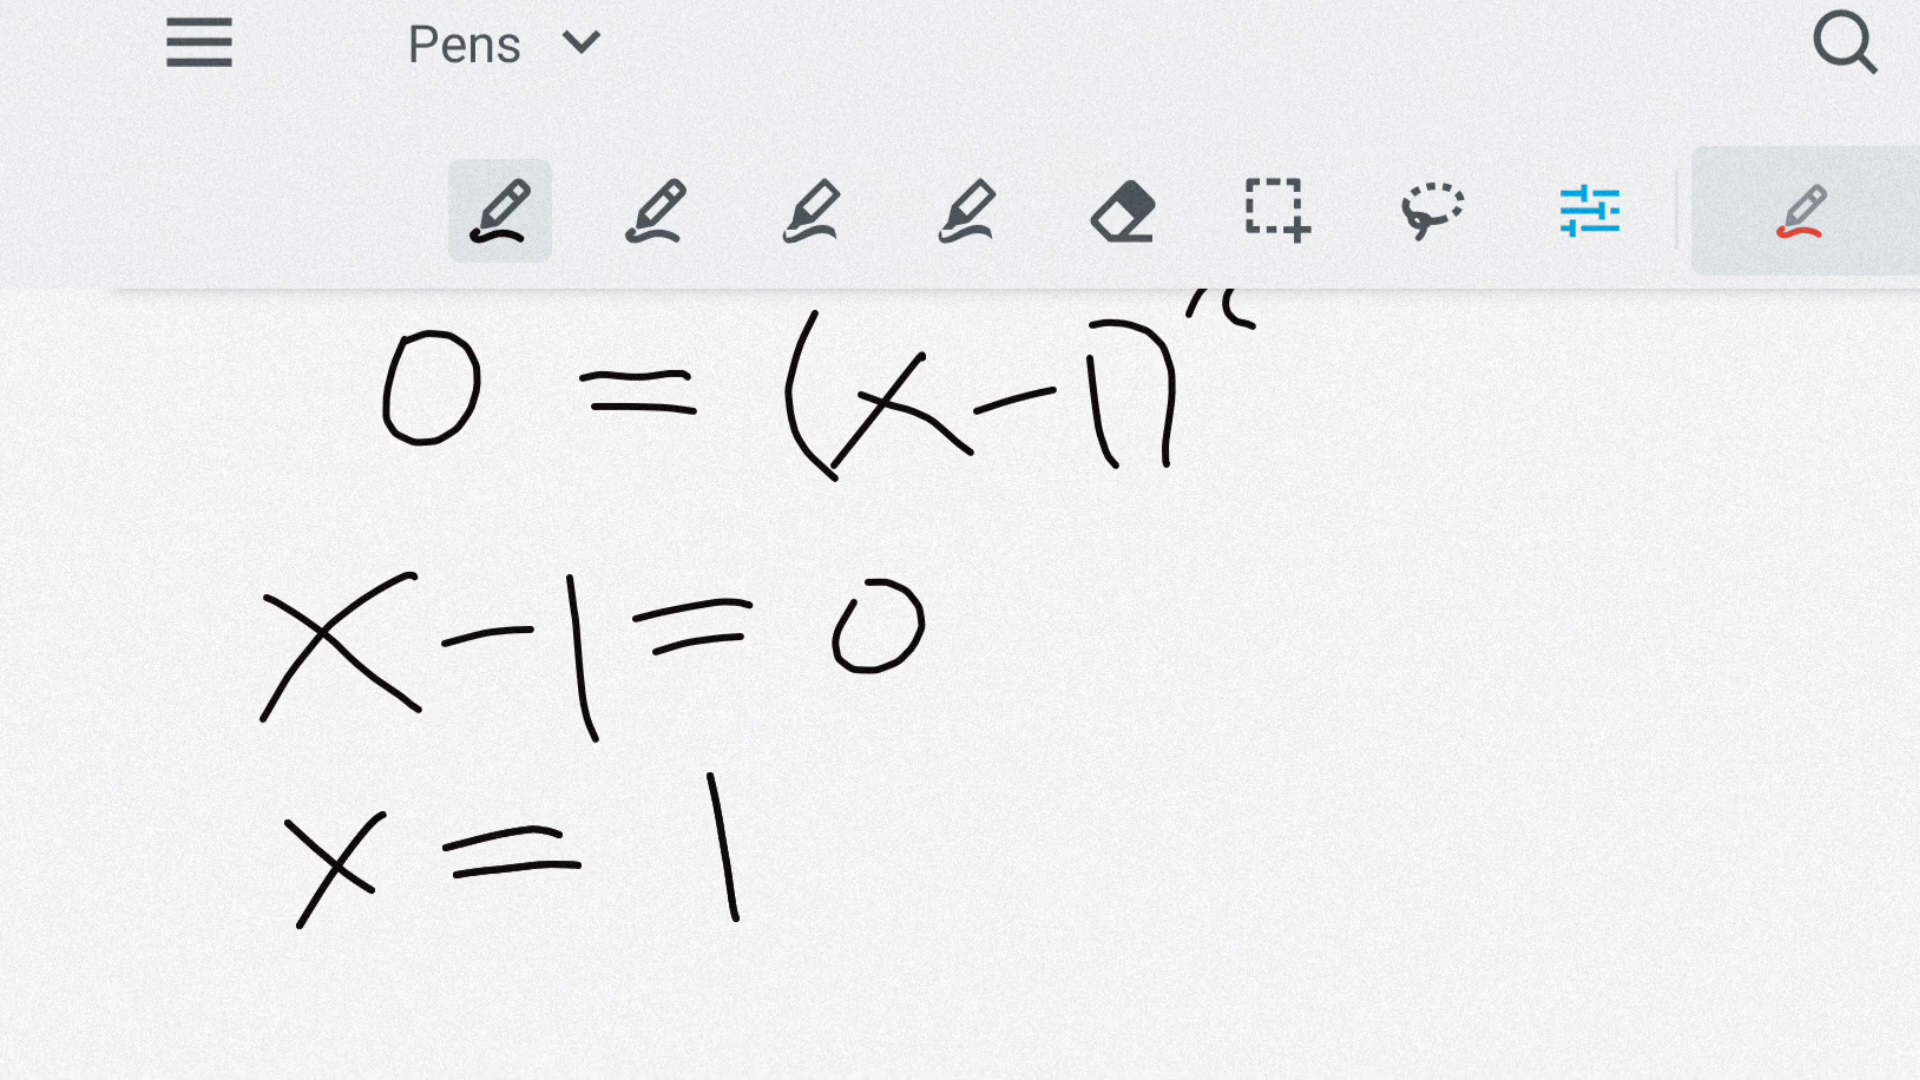 Pens
0 = (x-1)
x-1=0
x = 1